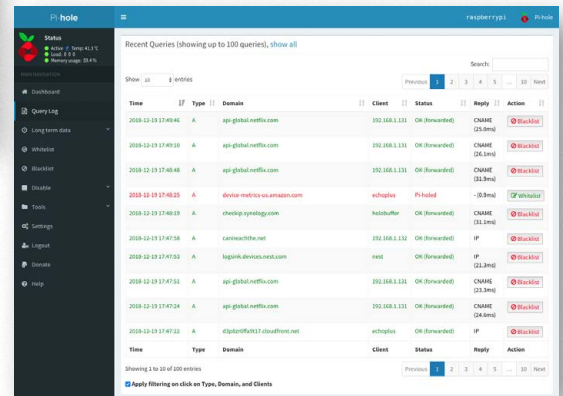 Pi-hole
raspberrypi
Pi-hole
Status
Active Temp: 41.1°C
Load: 0 0 0
Memory usage: 33.4 %
MAIN NAVIGATION
Dashboard
Query Log
Long term data
Whitelist
Blacklist
Disable
Tools
Settings
Logout
Donate
Help
Recent Queries (showing up to 100 queries), show all
Search:
Show 10 entries
Previous 1 2 3 4 5 ... 10 Next
Time Type Domain Client Status Reply Action
2018-12-19 17:49:46 A api-global.netflix.com 192.168.1.131 OK (forwarded) CNAME (25.0ms) Blacklist
2018-12-19 17:49:10 A api-global.netflix.com 192.168.1.131 OK (forwarded) CNAME (26.1ms) Blacklist
2018-12-19 17:48:48 A api-global.netflix.com 192.168.1.131 OK (forwarded) CNAME (31.9ms) Blacklist
2018-12-19 17:48:25 A device-metrics-us.amazon.com echoplus Pi-holed - (0.9ms) Whitelist
2018-12-19 17:48:19 A checkip.synology.com holobuffer OK (forwarded) CNAME (31.1ms) Blacklist
2018-12-19 17:47:58 A canireachthe.net 192.168.1.132 OK (forwarded) IP Blacklist
2018-12-19 17:47:53 A logsink.devices.nest.com nest OK (forwarded) IP (21.3ms) Blacklist
2018-12-19 17:47:51 A api-global.netflix.com 192.168.1.131 OK (forwarded) CNAME (23.3ms) Blacklist
2018-12-19 17:47:24 A api-global.netflix.com 192.168.1.131 OK (forwarded) CNAME (24.6ms) Blacklist
2018-12-19 17:47:22 A echoplus OK (forwarded) IP Blacklist
Time Type Domain Client Status Reply Action
Showing 1 to 10 of 100 entries
Previous 1 2 3 4 5 ... 10 Next
Apply filtering on click on Type, Domain, and Clients